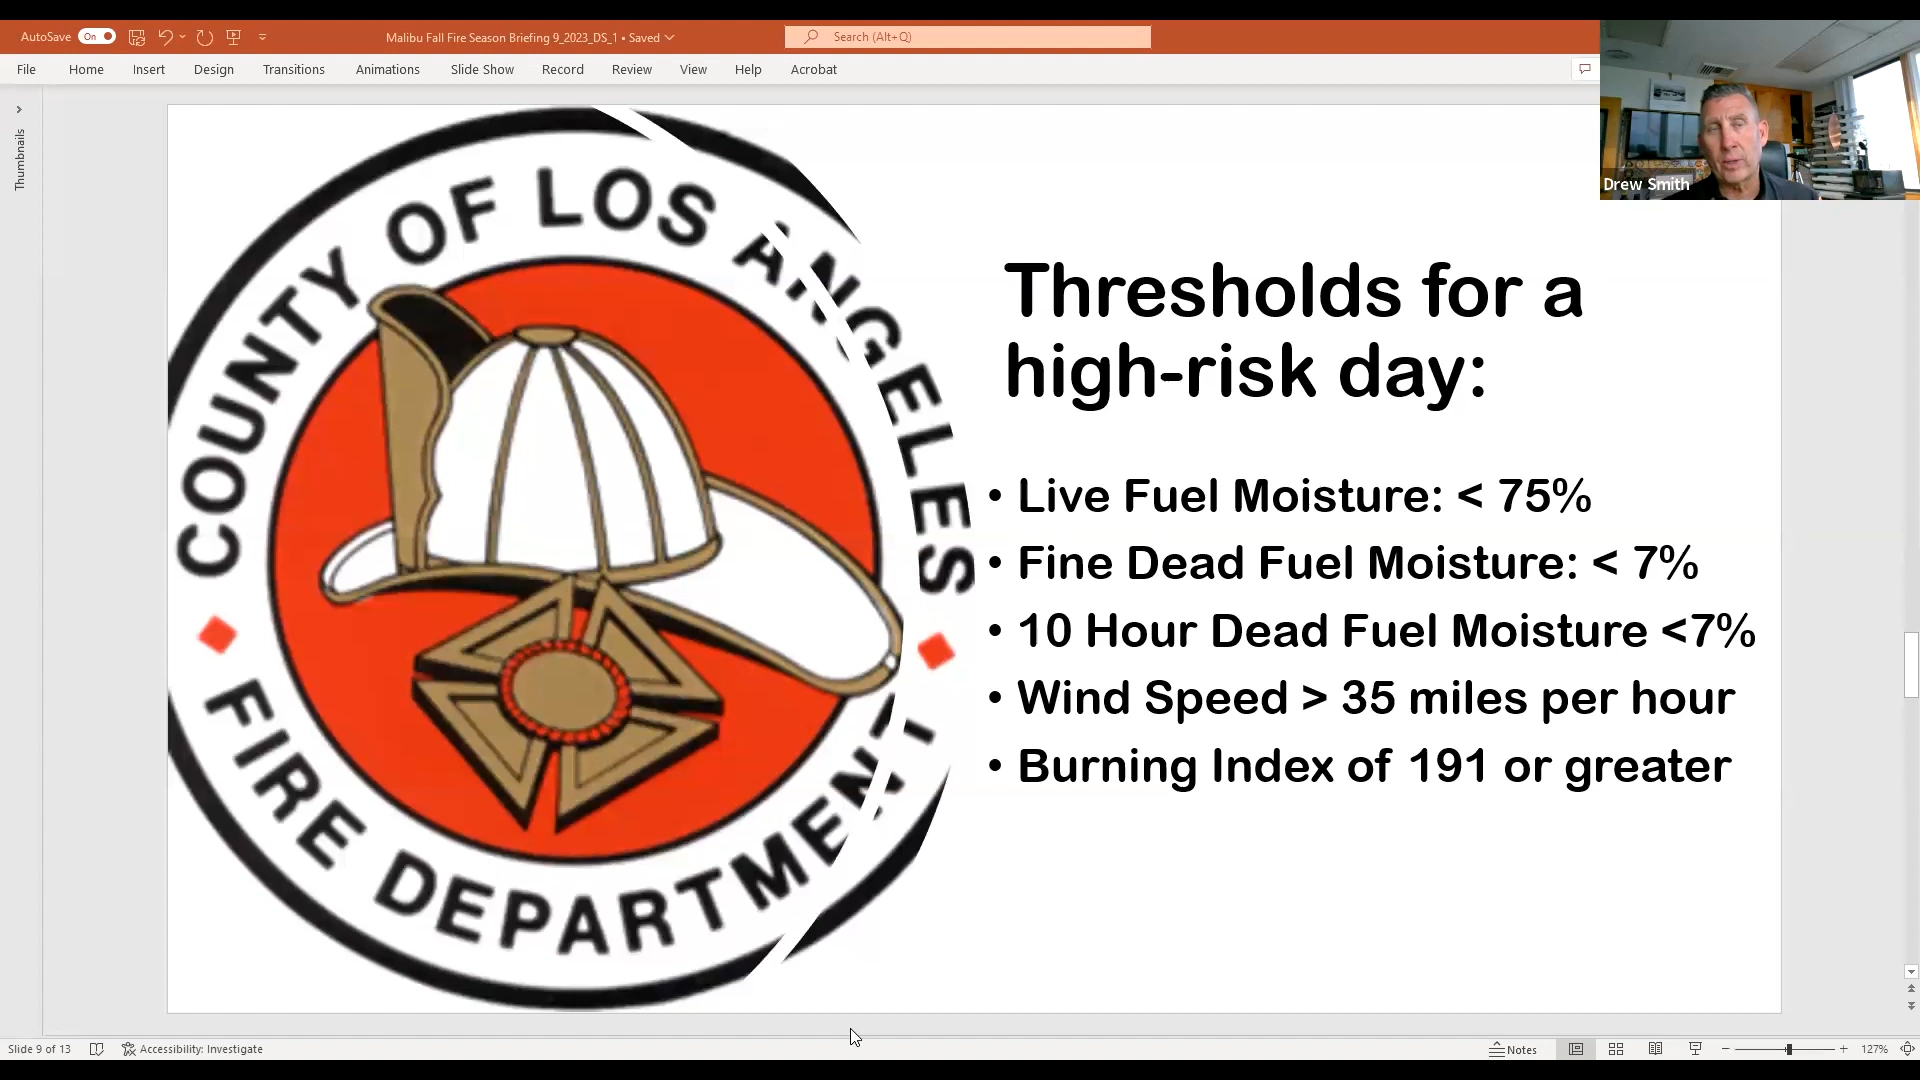 AutoSave On
Malibu Fall Fire Season Briefing 9_2023_DS_1 • Saved
Search (Alt+Q)
File Home Insert Design Transitions Animations Slide Show Record Review View Help Acrobat
Thumbnails
Drew Smith
COUNTY OF LOS ANGELES
FIRE DEPARTMENT
Thresholds for a
high-risk day:
• Live Fuel Moisture: < 75%
• Fine Dead Fuel Moisture: < 7%
• 10 Hour Dead Fuel Moisture <7%
• Wind Speed > 35 miles per hour
• Burning Index of 191 or greater
Slide 9 of 13
Accessibility: Investigate
Notes
127%